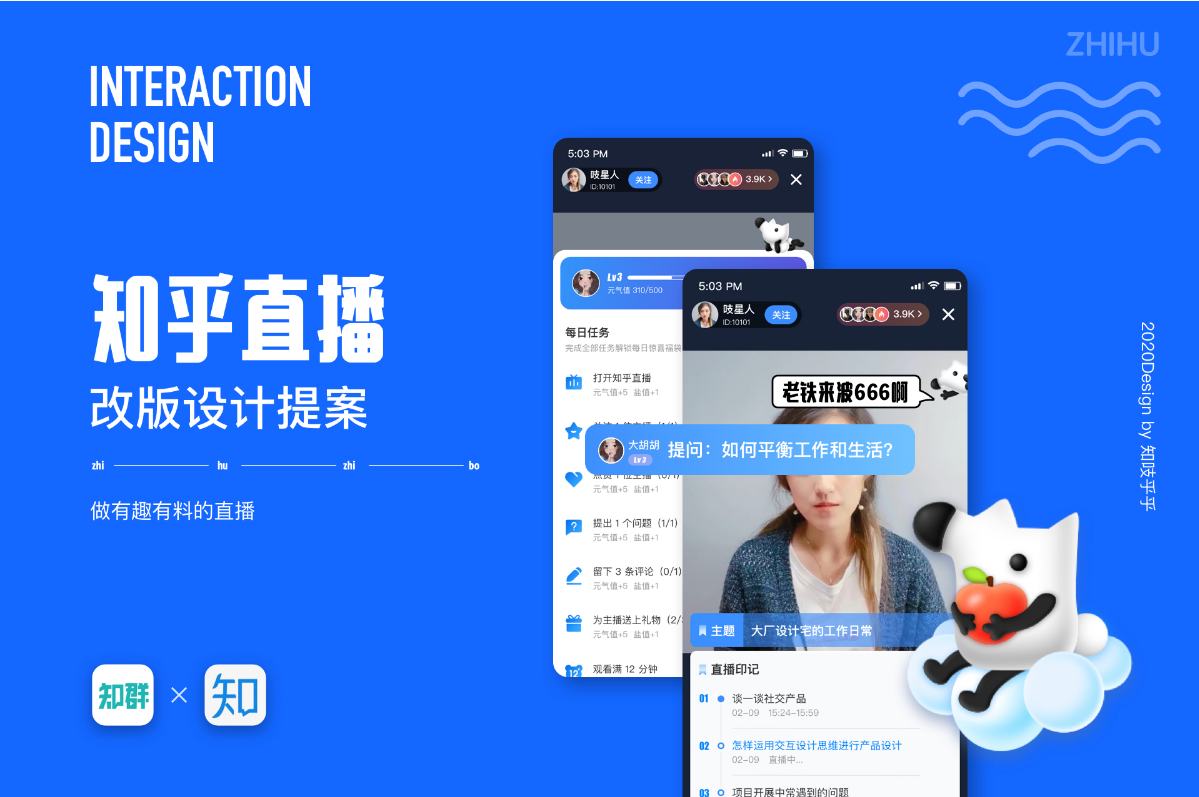 ZHIHU
INTERACTION
DESIGN
知乎直播
改版设计提案
zhi hu zhi bo
做有趣有料的直播
知群 × 知
5:03 PM
吱星人
ID:10101
关注
3.9K
Lv3
元气值 310/500
每日任务
完成全部任务解锁每日惊喜福袋
打开知乎直播
元气值+5 盐值+1
元气值+5 盐值+1
提出 1 个问题（1/1）
元气值+5 盐值+1
留下 3 条评论（0/1）
元气值+5 盐值+1
为主播送上礼物（2/
元气值+5 盐值+1
观看满 12 分钟
5:03 PM
吱星人
ID:10101
关注
3.9K
老铁来波666啊
大胡胡
Lv3
提问：如何平衡工作和生活?
主题
大厂设计宅的工作日常
直播印记
01 谈一谈社交产品
02-09 15:24-15:59
02 怎样运用交互设计思维进行产品设计
02-09 直播中...
03 项目开展中常遇到的问题
2020Design by 知吱乎乎